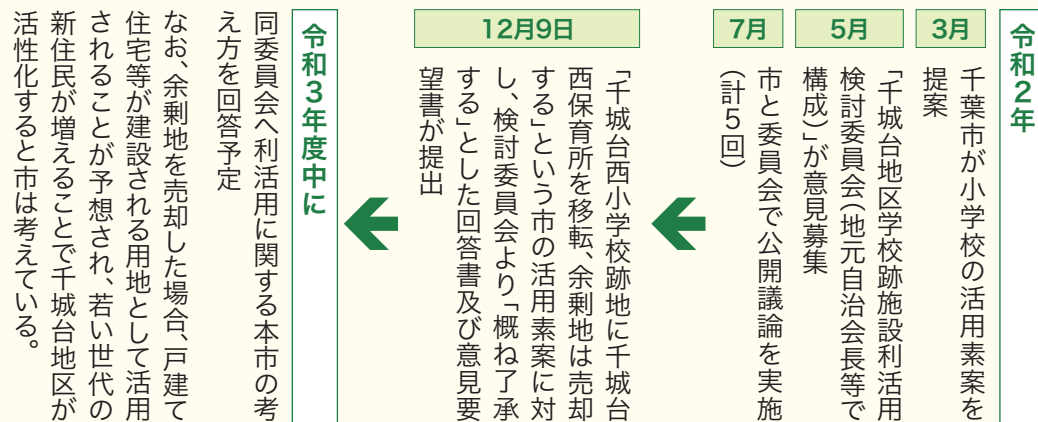 令和2年
3月
千葉市が小学校の活用素案を
提案
5月
「千城台地区学校跡施設利活用
検討委員会（地元自治会長等で
構成）」が意見募集
7月
市と委員会で公開議論を実施
（計5回）
12月9日
「千城台西小学校跡地に千城台
西保育所を移転、余剰地は売却
する」という市の活用素案に対
し、検討委員会より「概ね了承
する」とした回答書及び意見要
望書が提出
令和3年度中に
同委員会へ利活用に関する本市の考
え方を回答予定
なお、余剰地を売却した場合、戸建て
住宅等が建設される用地として活用
されることが予想され、若い世代の
新住民が増えることで千城台地区が
活性化すると市は考えている。